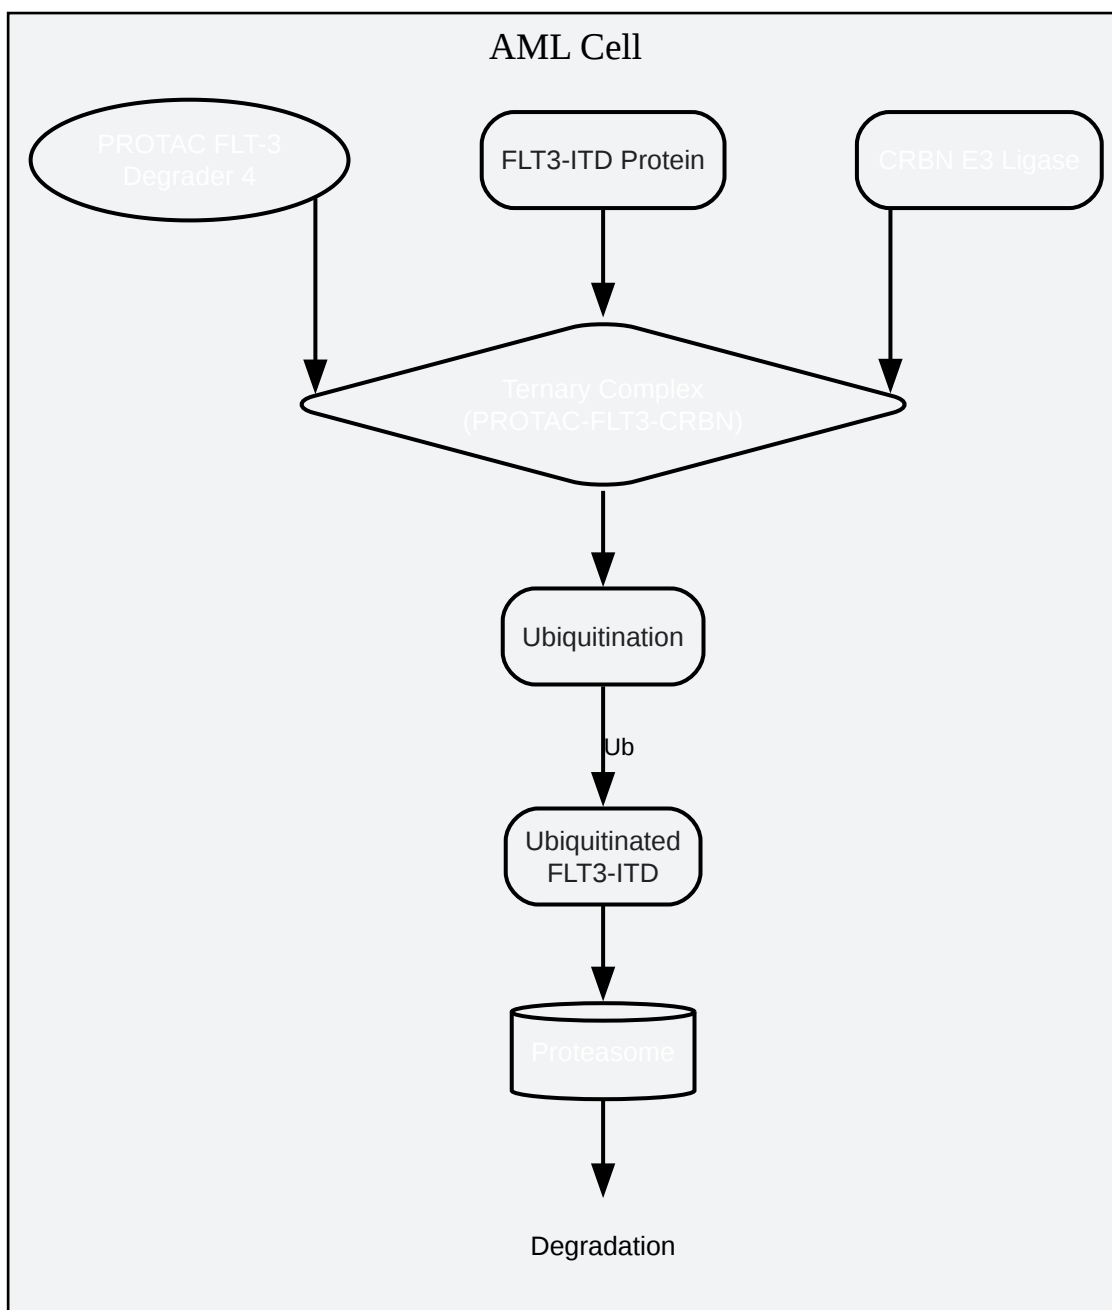 AML Cell
PROTAC FLT-3
Degrader 4
FLT3-ITD Protein
CRBN E3 Ligase
Ternary Complex
(PROTAC-FLT3-CRBN)
Ubiquitination
Ub
Ubiquitinated
FLT3-ITD
Proteasome
Degradation